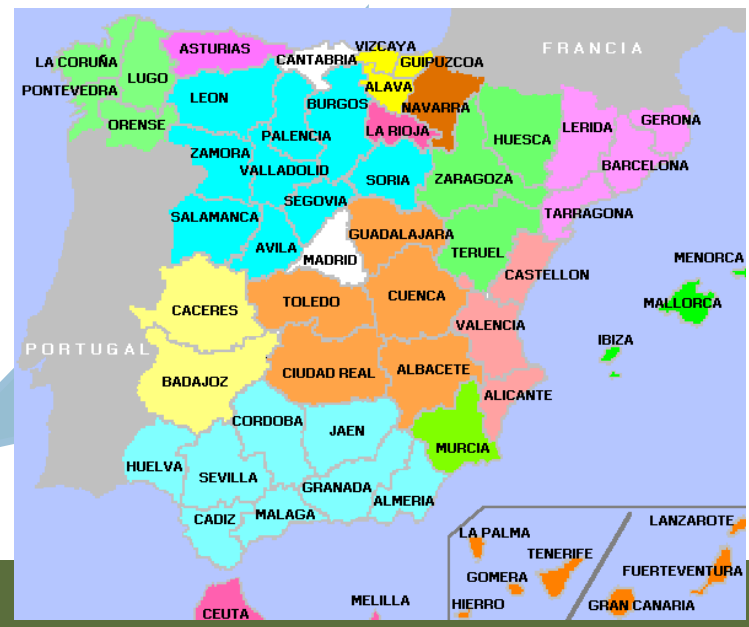 VIZCAYA
FRANCIA
ASTURIAS
CANTABRIA
LA CORUÑA
GUIPUZCOA
LUGO
PONTEVEDRA
LEON
ALAVA
BURGOS
NAVARRA
ORENSE
PALENCIA
LA RIOJA
HUESCA
LERIDA
GERONA
ZAMORA
VALLADOLID
SORIA
ZARAGOZA
BARCELONA
SEGOVIA
SALAMANCA
TARRAGONA
GUADALAJARA
AVILA
MADRID
TERUEL
MENORCA
CASTELLON
CACERES
TOLEDO
CUENCA
MALLORCA
VALENCIA
IBIZA
PORTUGAL
BADAJOZ
CIUDAD REAL
ALBACETE
ALICANTE
CORDOBA
JAEN
MURCIA
HUELVA
SEVILLA
GRANADA
ALMERIA
CADIZ
MALAGA
LA PALMA
LANZAROTE
TENERIFE
GOMERA
FUERTEVENTURA
HIERRO
GRAN CANARIA
CEUTA
MELILLA